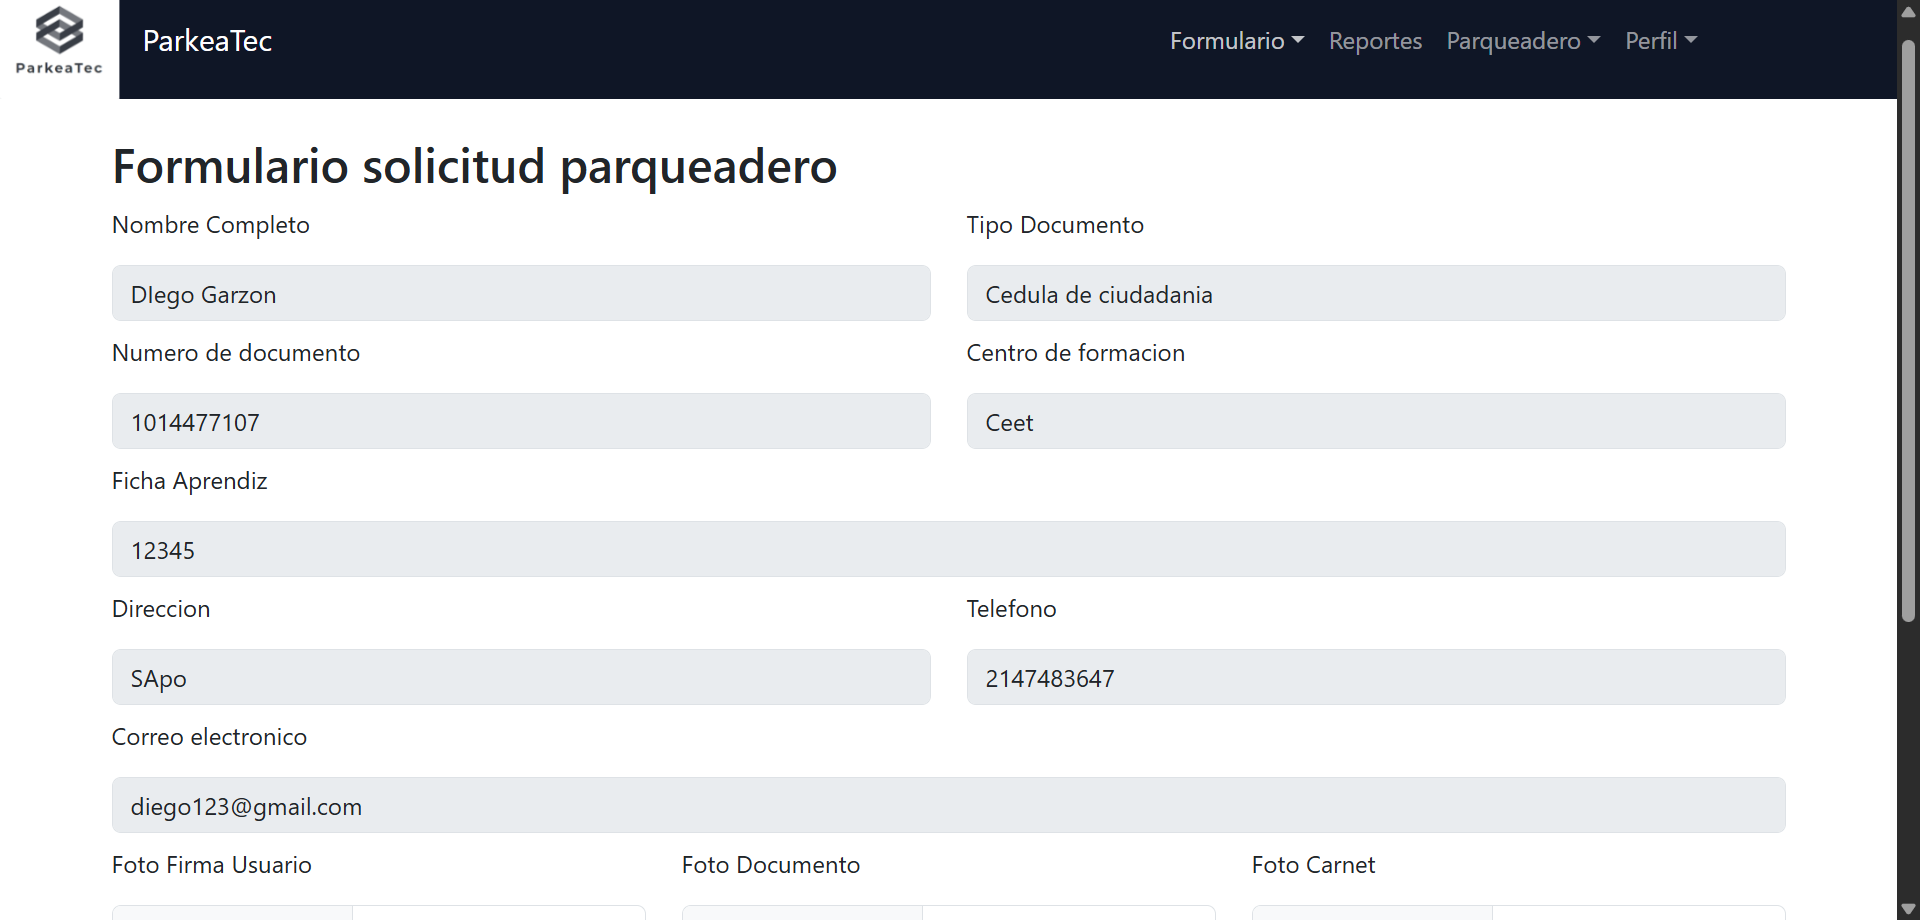 ParkeaTec
ParkeaTec Formulario Reportes Parqueadero Perfil
Formulario solicitud parqueadero
Nombre Completo Tipo Documento
DIego Garzon Cedula de ciudadania
Numero de documento Centro de formacion
1014477107 Ceet
Ficha Aprendiz
12345
Direccion Telefono
SApo 2147483647
Correo electronico
diego123@gmail.com
Foto Firma Usuario Foto Documento Foto Carnet